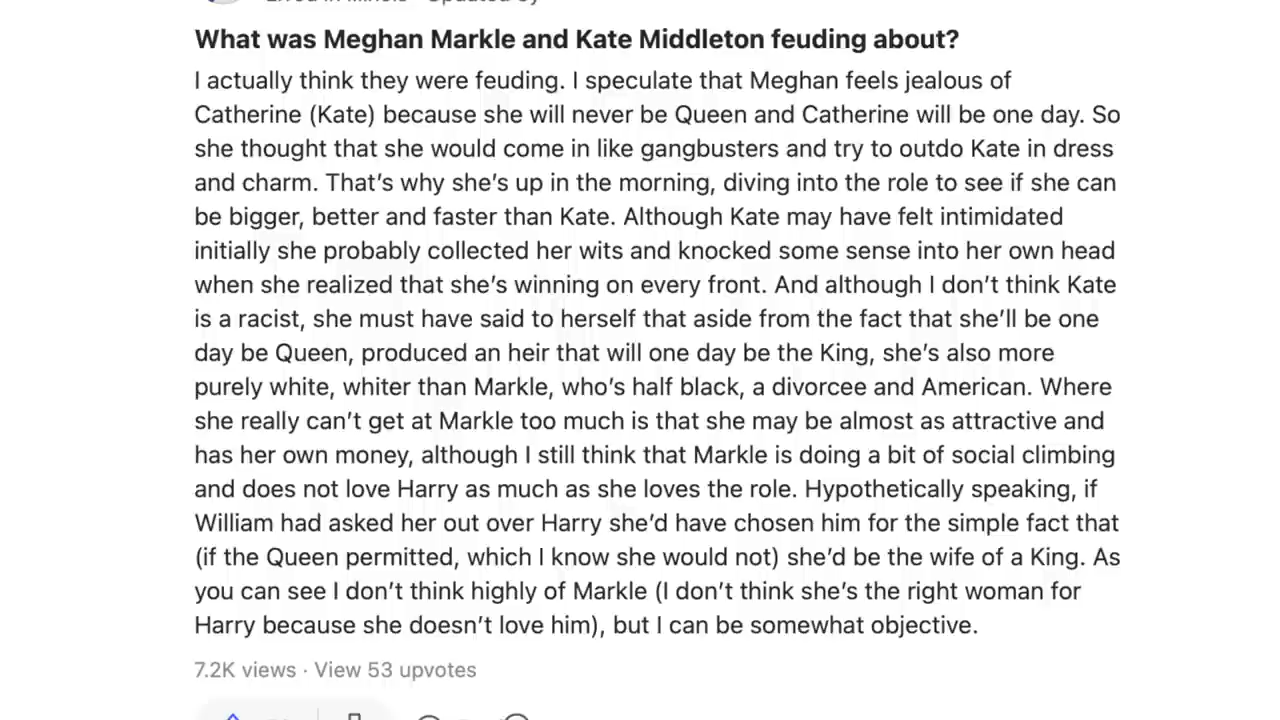 What was Meghan Markle and Kate Middleton feuding about?
I actually think they were feuding. I speculate that Meghan feels jealous of
Catherine (Kate) because she will never be Queen and Catherine will be one day. So
she thought that she would come in like gangbusters and try to outdo Kate in dress
and charm. That’s why she’s up in the morning, diving into the role to see if she can
be bigger, better and faster than Kate. Although Kate may have felt intimidated
initially she probably collected her wits and knocked some sense into her own head
when she realized that she’s winning on every front. And although I don’t think Kate
is a racist, she must have said to herself that aside from the fact that she’ll be one
day be Queen, produced an heir that will one day be the King, she’s also more
purely white, whiter than Markle, who’s half black, a divorcee and American. Where
she really can’t get at Markle too much is that she may be almost as attractive and
has her own money, although I still think that Markle is doing a bit of social climbing
and does not love Harry as much as she loves the role. Hypothetically speaking, if
William had asked her out over Harry she’d have chosen him for the simple fact that
(if the Queen permitted, which I know she would not) she’d be the wife of a King. As
you can see I don’t think highly of Markle (I don’t think she’s the right woman for
Harry because she doesn’t love him), but I can be somewhat objective.
7.2K views · View 53 upvotes